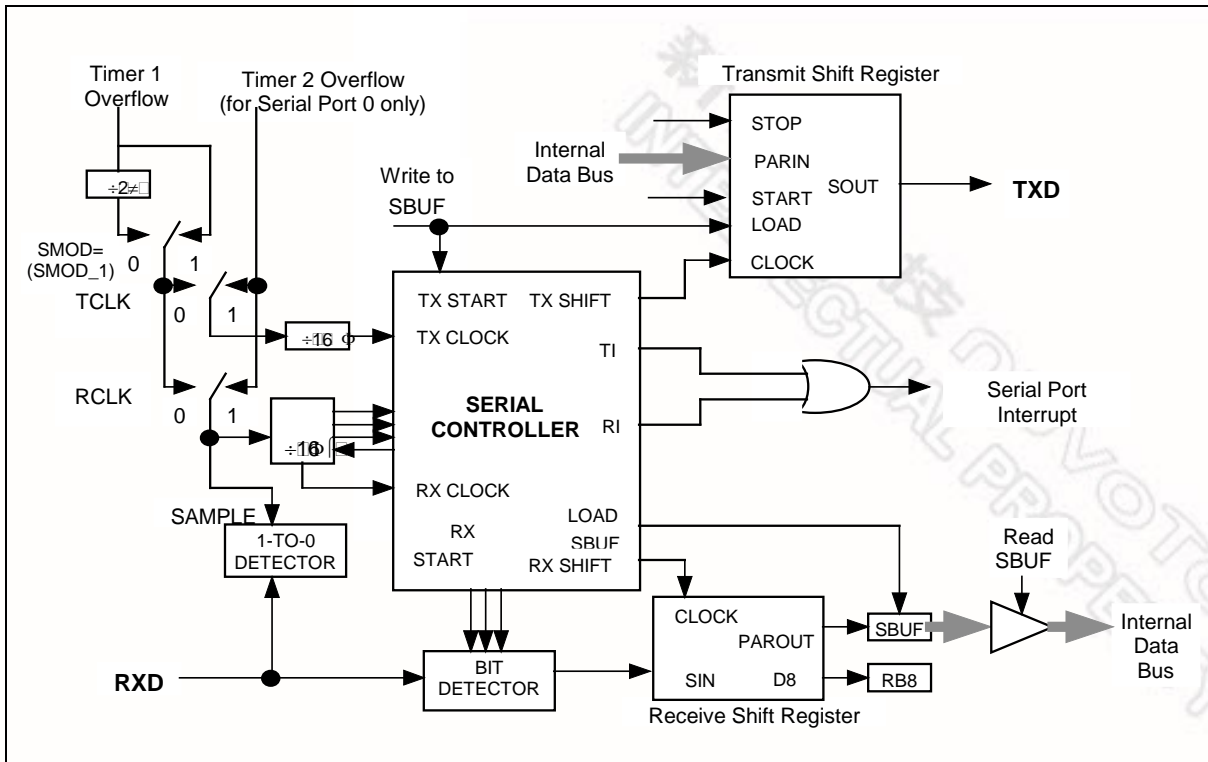 Timer 1
Overflow
Timer 2 Overflow
(for Serial Port 0 only)
Transmit Shift Register
STOP
PARIN
START
LOAD
CLOCK
SOUT
TXD
Internal
Data Bus
Write to
SBUF
÷2
SMOD=
(SMOD_1)
0
1
TCLK
0
1
RCLK
0
1
÷16
TX START
TX SHIFT
TX CLOCK
TI
SERIAL
CONTROLLER
RI
RX CLOCK
LOAD
SBUF
RX
START
RX SHIFT
Serial Port
Interrupt
SAMPLE
1-TO-0
DETECTOR
Read
SBUF
CLOCK
PAROUT
SIN
D8
SBUF
RB8
Internal
Data
Bus
RXD
BIT
DETECTOR
Receive Shift Register